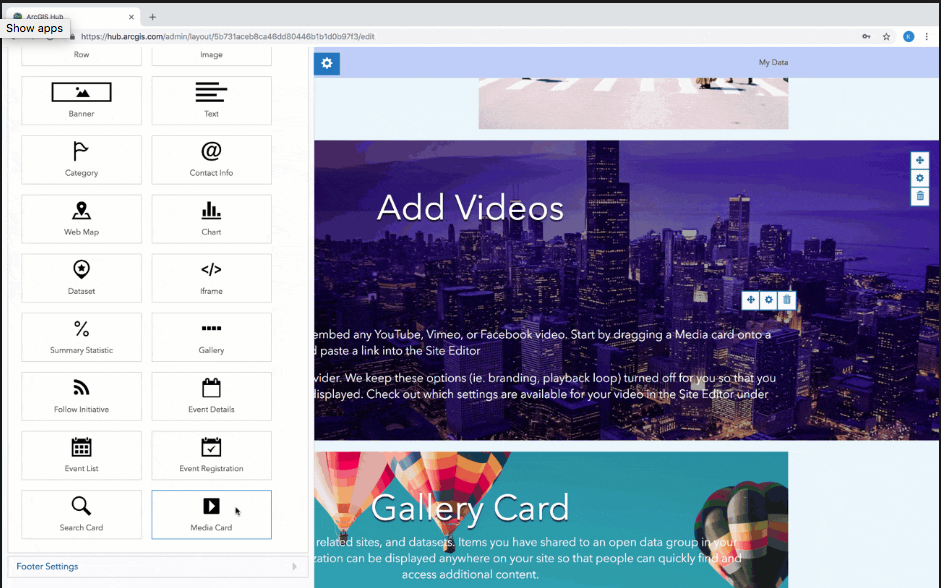 ArcGIS Hub
Show apps
https://hub.arcgis.com/admin/layout/5b731aceb8ca46dd80446b1b1d0b97f3/edit
K
Row
Image
My Data
Banner
Text
Category
Contact Info
Web Map
Chart
Dataset
Iframe
Summary Statistic
Gallery
Follow Initiative
Event Details
Event List
Event Registration
Search Card
Media Card
Footer Settings
Add Videos
embed any YouTube, Vimeo, or Facebook video. Start by dragging a Media card onto a
paste a link into the Site Editor
vider. We keep these options (ie. branding, playback loop) turned off for you so that you
displayed. Check out which settings are available for your video in the Site Editor under
Gallery Card
related sites, and datasets. Items you have shared to an open data group in your
zation can be displayed anywhere on your site so that people can quickly find and
access additional content.